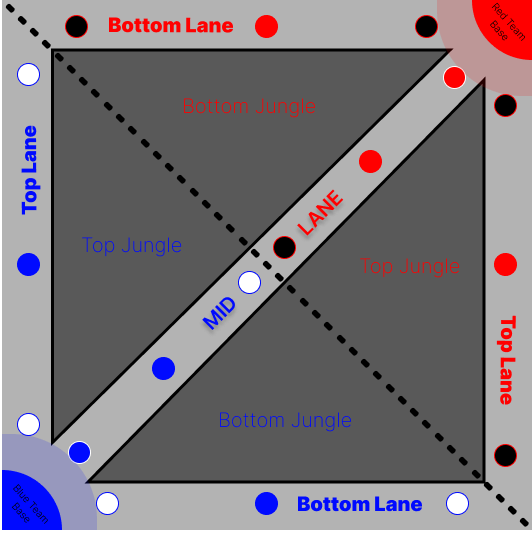 Bottom Lane
Red Team
Base
Bottom Jungle
Top Lane
LANE
Top Jungle
Top Jungle
MID
Top Lane
Bottom Jungle
Blue Team
Base
Bottom Lane